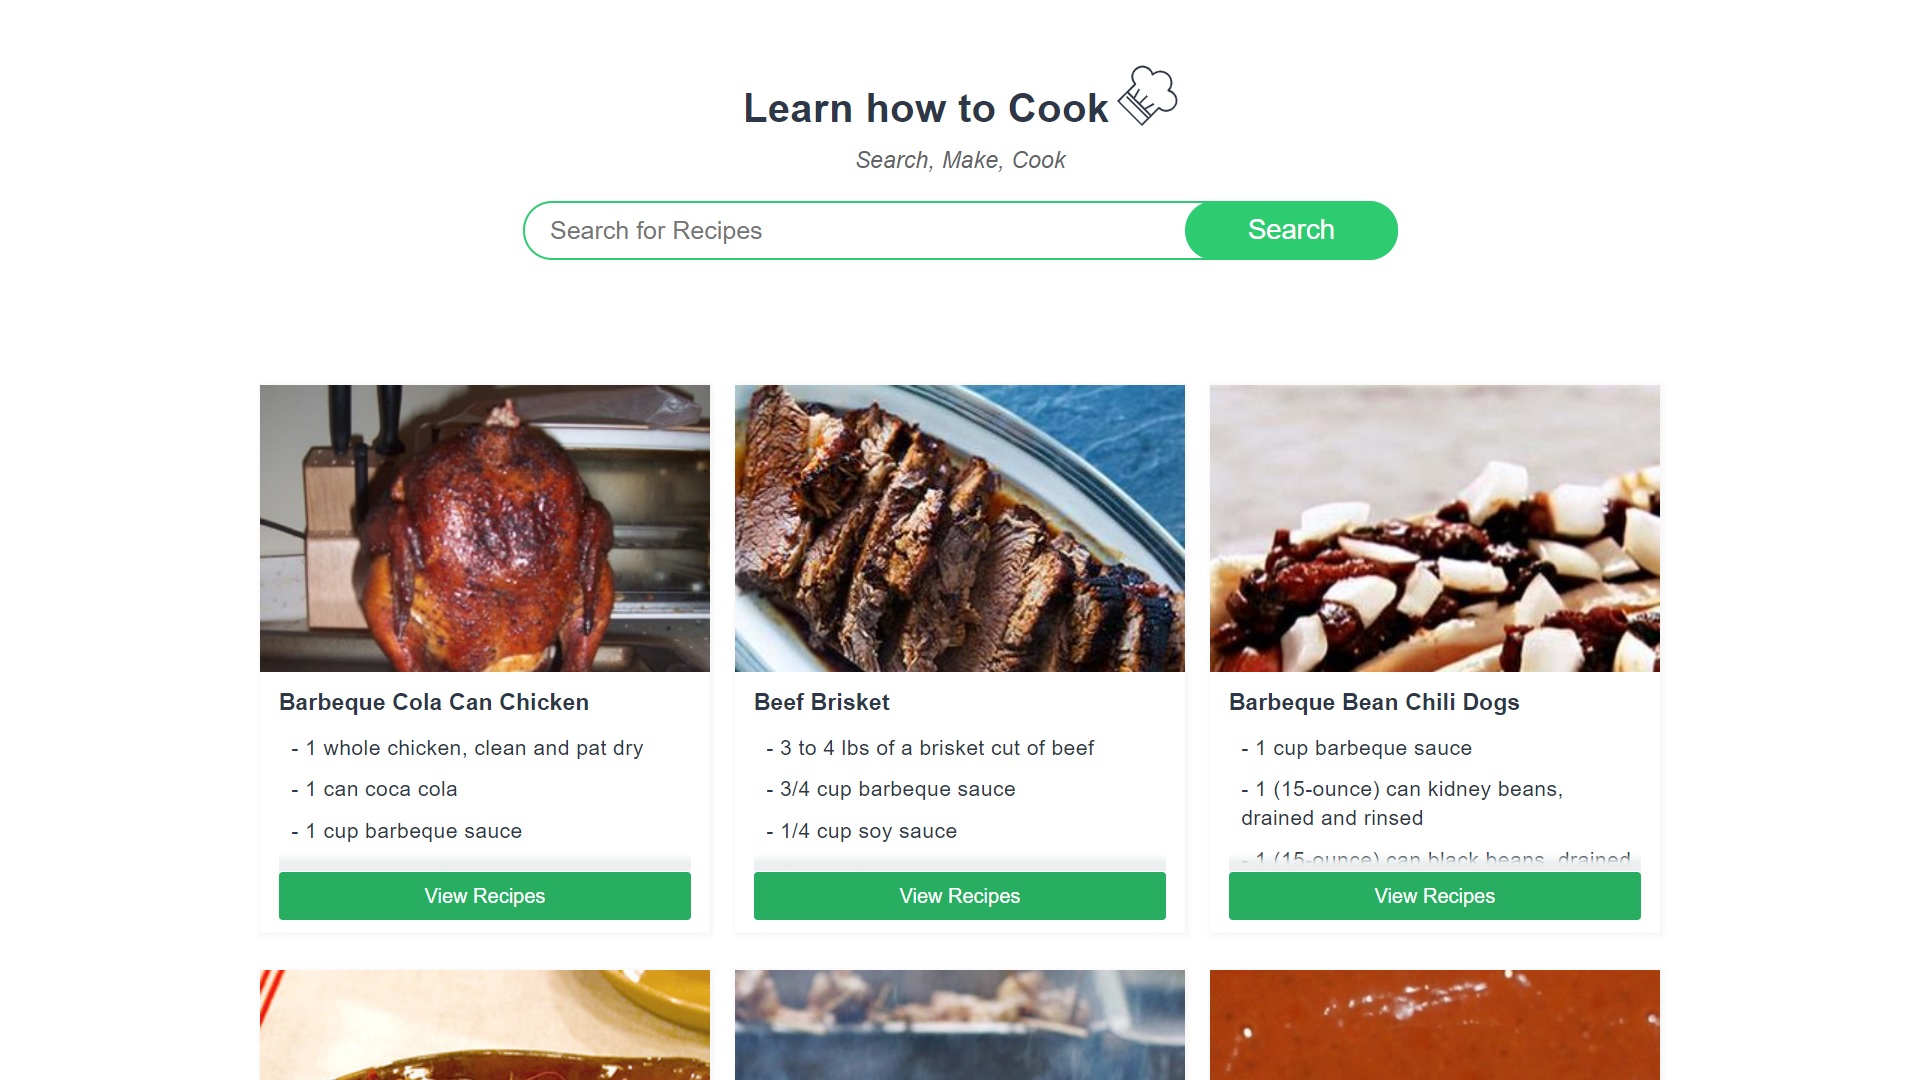 Learn how to Cook
Search, Make, Cook
Search for Recipes
Search
Barbeque Cola Can Chicken
- 1 whole chicken, clean and pat dry
- 1 can coca cola
- 1 cup barbeque sauce
View Recipes
Beef Brisket
- 3 to 4 lbs of a brisket cut of beef
- 3/4 cup barbeque sauce
- 1/4 cup soy sauce
View Recipes
Barbeque Bean Chili Dogs
- 1 cup barbeque sauce
- 1 (15-ounce) can kidney beans,
drained and rinsed
- 1 (15-ounce) can black beans, drained
View Recipes